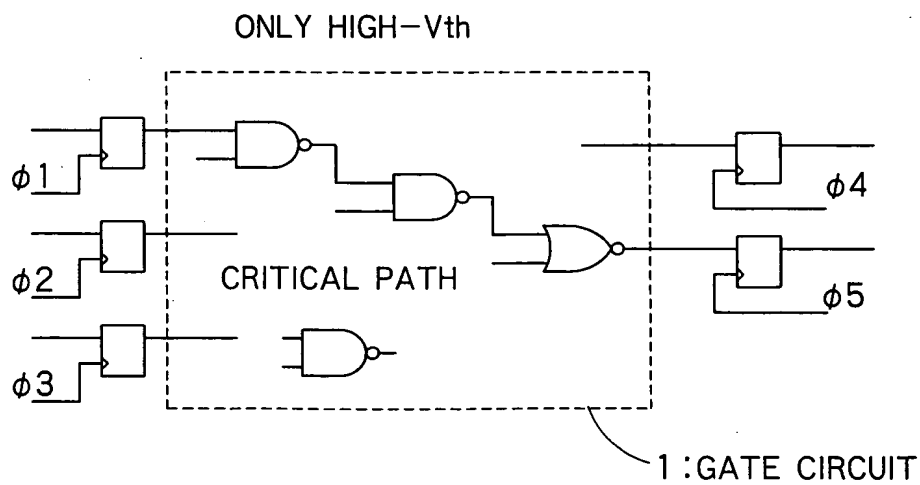 ONLY HIGH-Vth
ϕ1
ϕ4
ϕ2
CRITICAL PATH
ϕ5
ϕ3
1:GATE CIRCUIT